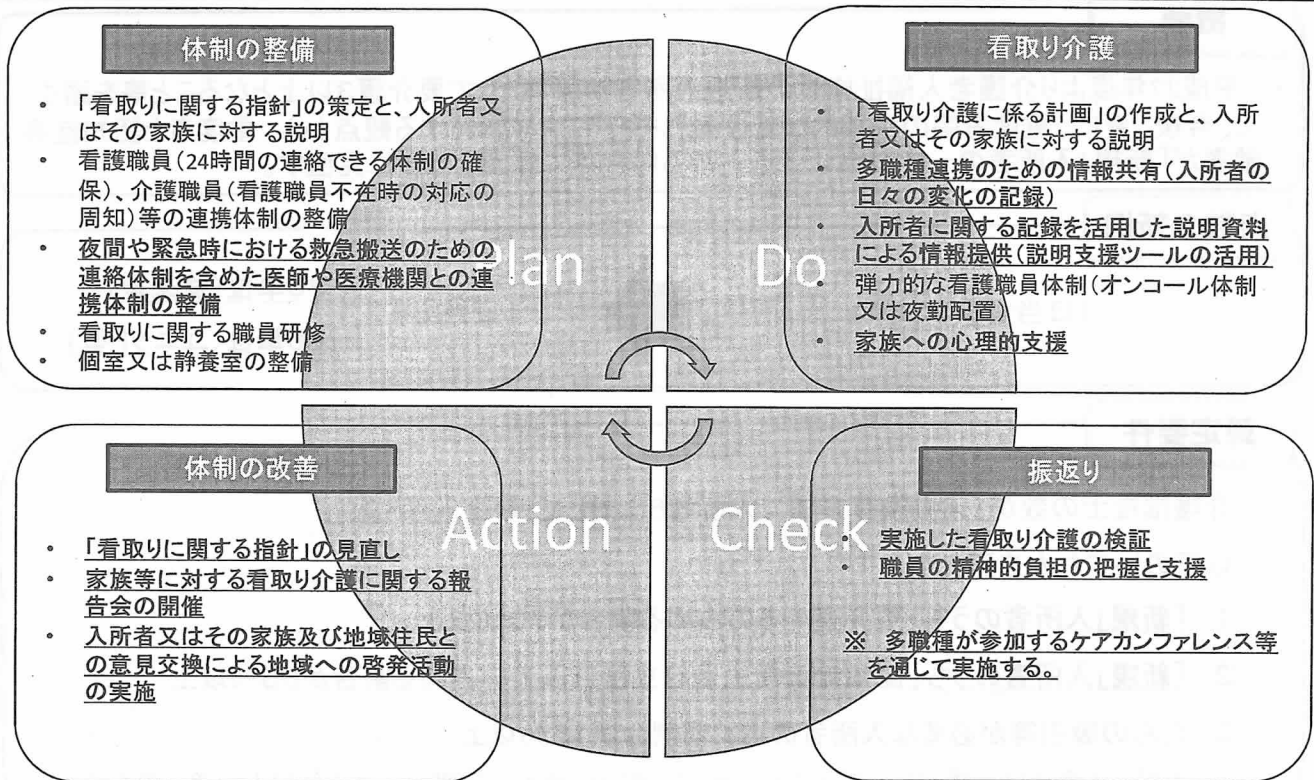 体制の整備
・ 「看取りに関する指針」の策定と、入所者又
はその家族に対する説明
・ 看護職員(24時間の連絡できる体制の確
保)、介護職員(看護職員不在時の対応の
周知)等の連携体制の整備
・ 夜間や緊急時における救急搬送のための
連絡体制を含めた医師や医療機関との連
携体制の整備
・ 看取りに関する職員研修
・ 個室又は静養室の整備
Plan
看取り介護
・ 「看取り介護に係る計画」の作成と、入所
者又はその家族に対する説明
・ 多職種連携のための情報共有(入所者の
日々の変化の記録)
・ 入所者に関する記録を活用した説明資料
による情報提供(説明支援ツールの活用)
・ 弾力的な看護職員体制(オンコール体制
又は夜勤配置)
・ 家族への心理的支援
Do
体制の改善
・ 「看取りに関する指針」の見直し
・ 家族等に対する看取り介護に関する報
告会の開催
・ 入所者又はその家族及び地域住民と
の意見交換による地域への啓発活動
の実施
Action
振返り
・ 実施した看取り介護の検証
・ 職員の精神的負担の把握と支援
※ 多職種が参加するケアカンファレンス等
を通じて実施する。
Check